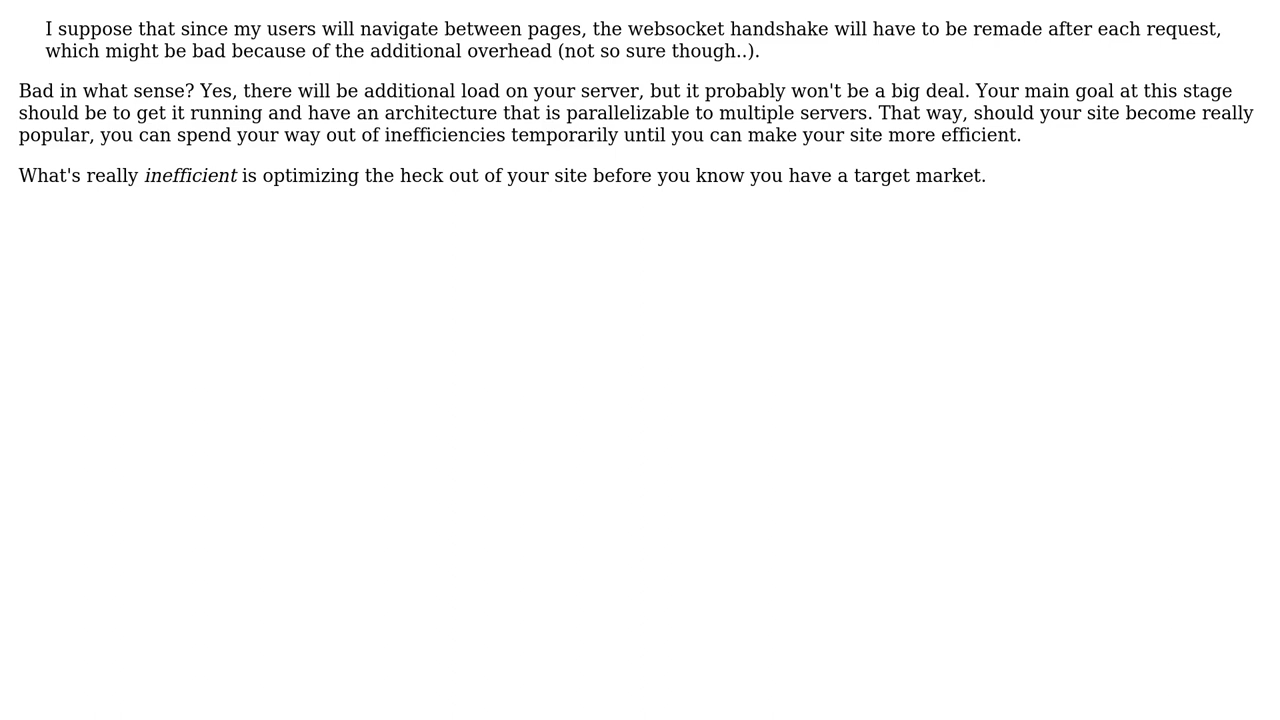 I suppose that since my users will navigate between pages, the websocket handshake will have to be remade after each request,
which might be bad because of the additional overhead (not so sure though..).
Bad in what sense? Yes, there will be additional load on your server, but it probably won't be a big deal. Your main goal at this stage
should be to get it running and have an architecture that is parallelizable to multiple servers. That way, should your site become really
popular, you can spend your way out of inefficiencies temporarily until you can make your site more efficient.
What's really inefficient is optimizing the heck out of your site before you know you have a target market.